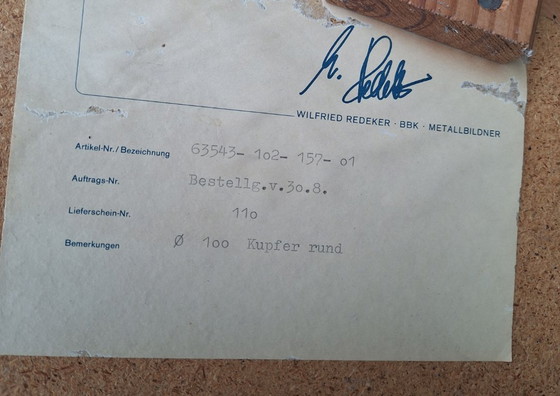 W. Redeker
WILFRIED REDEKER · BBK · METALLBILDNER
Artikel-Nr./Bezeichnung 63543- 1o2- 157- o1
Auftrags-Nr. Bestellg.v.3o.8.
Lieferschein-Nr. 11o
Bemerkungen Ø 1oo Kupfer rund